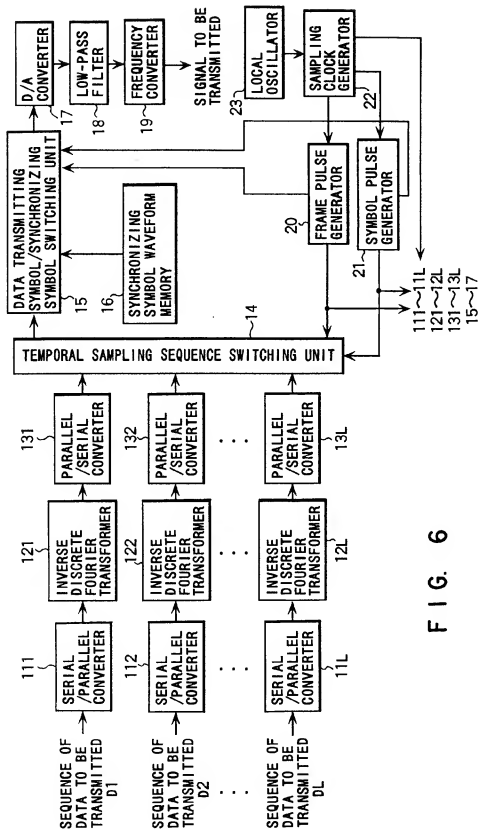 SEQUENCE OF
DATA TO BE
TRANSMITTED
D1
111
SERIAL
/PARALLEL
CONVERTER
121
INVERSE
DISCRETE
FOURIER
TRANSFORMER
131
PARALLEL
/SERIAL
CONVERTER
SEQUENCE OF
DATA TO BE
TRANSMITTED
D2
112
SERIAL
/PARALLEL
CONVERTER
122
INVERSE
DISCRETE
FOURIER
TRANSFORMER
132
PARALLEL
/SERIAL
CONVERTER
SEQUENCE OF
DATA TO BE
TRANSMITTED
DL
SERIAL
/PARALLEL
CONVERTER
11L
INVERSE
DISCRETE
FOURIER
TRANSFORMER
12L
PARALLEL
/SERIAL
CONVERTER
13L
TEMPORAL SAMPLING SEQUENCE SWITCHING UNIT
14
DATA TRANSMITTING
SYMBOL/SYNCHRONIZING
SYMBOL SWITCHING UNIT
15
16
SYNCHRONIZING
SYMBOL WAVEFORM
MEMORY
D/A
CONVERTER
17
LOW-PASS
FILTER
18
FREQUENCY
CONVERTER
19
SIGNAL TO BE
TRANSMITTED
23
LOCAL
OSCILLATOR
SAMPLING
CLOCK
GENERATOR
22
20
FRAME PULSE
GENERATOR
21
SYMBOL PULSE
GENERATOR
111~11L
121~12L
131~13L
15~17
FIG. 6